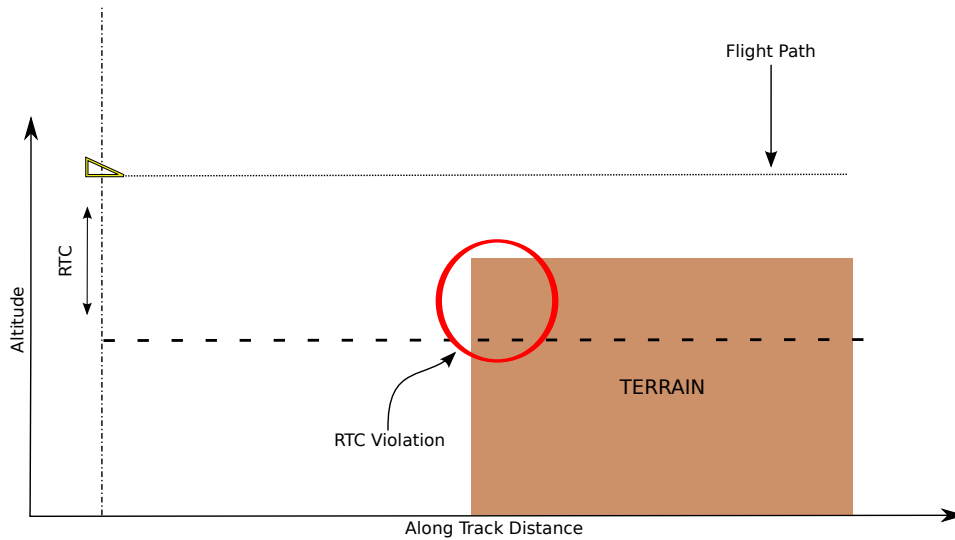 Flight Path
RTC
Altitude
TERRAIN
RTC Violation
Along Track Distance